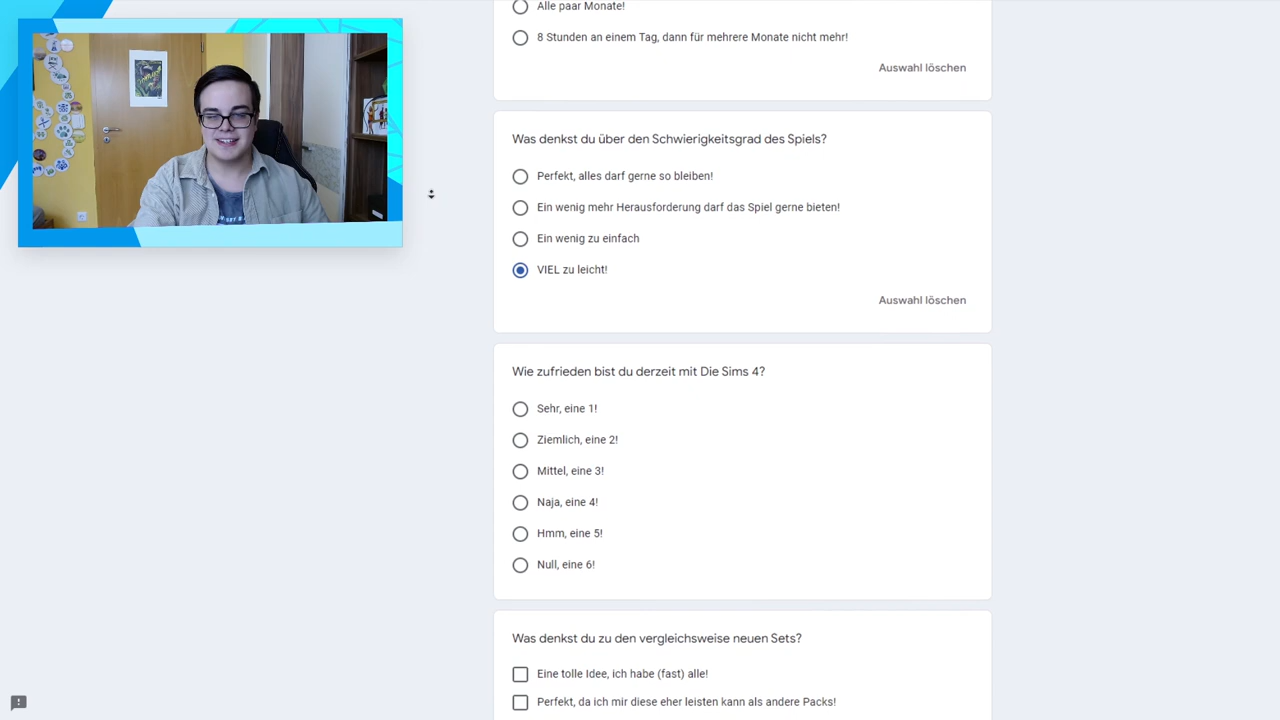 Alle paar Monate!
8 Stunden an einem Tag, dann für mehrere Monate nicht mehr!
Auswahl löschen
Was denkst du über den Schwierigkeitsgrad des Spiels?
Perfekt, alles darf gerne so bleiben!
Ein wenig mehr Herausforderung darf das Spiel gerne bieten!
Ein wenig zu einfach
VIEL zu leicht!
Auswahl löschen
Wie zufrieden bist du derzeit mit Die Sims 4?
Sehr, eine 1!
Ziemlich, eine 2!
Mittel, eine 3!
Naja, eine 4!
Hmm, eine 5!
Null, eine 6!
Was denkst du zu den vergleichsweise neuen Sets?
Eine tolle Idee, ich habe (fast) alle!
Perfekt, da ich mir diese eher leisten kann als andere Packs!